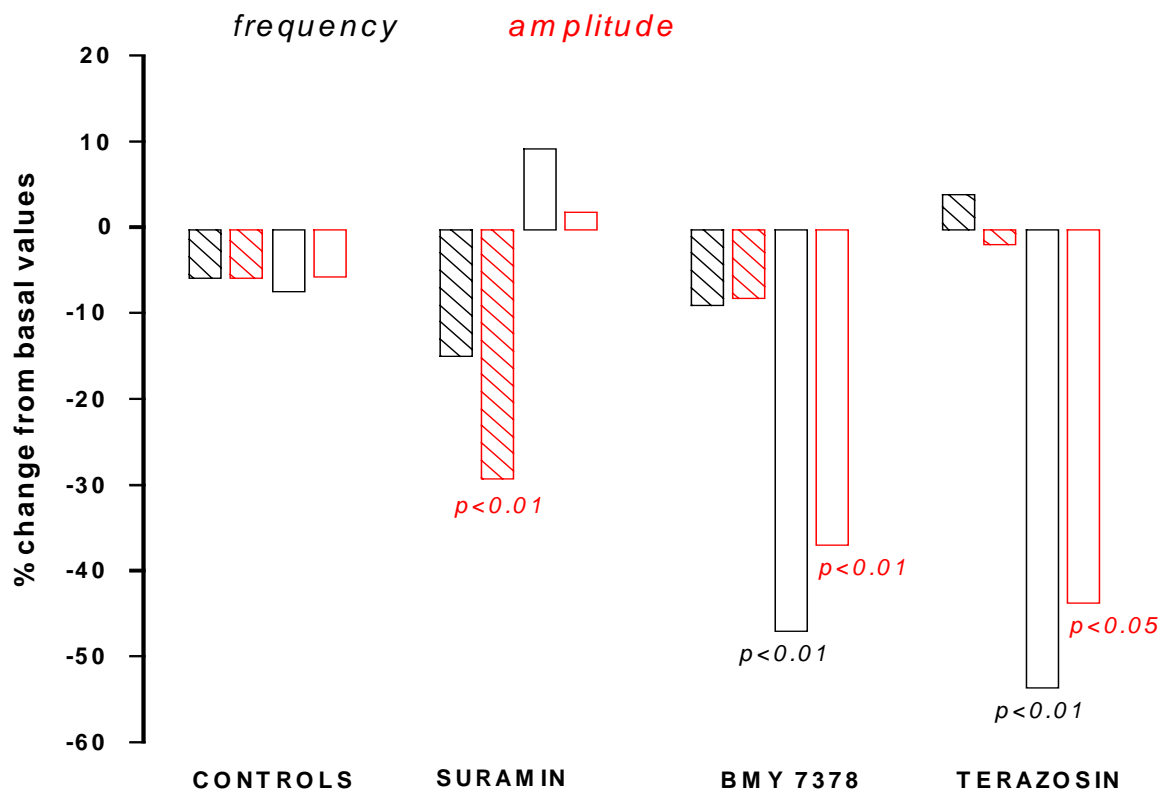 frequency amplitude
20
10
0
-10
-20
-30
-40
-50
-60
% change from basal values
p<0.01
p<0.01
p<0.01
p<0.05
p<0.01
CONTROLS SURAMIN BMY 7378 TERAZOSIN